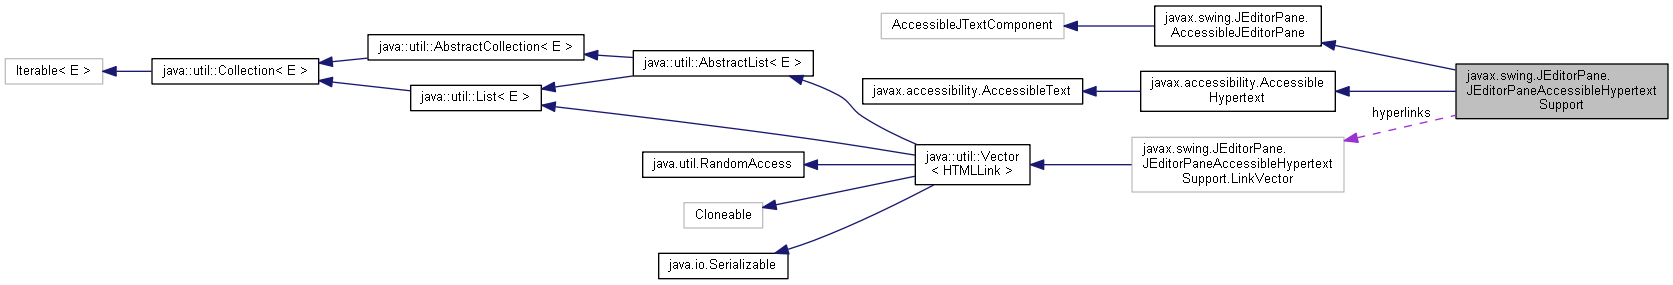 Iterable< E >
java::util::Collection< E >
java::util::AbstractCollection< E >
java::util::List< E >
java::util::AbstractList< E >
java.util.RandomAccess
Cloneable
java.io.Serializable
AccessibleJTextComponent
javax.accessibility.AccessibleText
java::util::Vector
< HTMLLink >
javax.swing.JEditorPane.
AccessibleJEditorPane
javax.accessibility.Accessible
Hypertext
javax.swing.JEditorPane.
JEditorPaneAccessibleHypertext
Support.LinkVector
hyperlinks
javax.swing.JEditorPane.
JEditorPaneAccessibleHypertext
Support